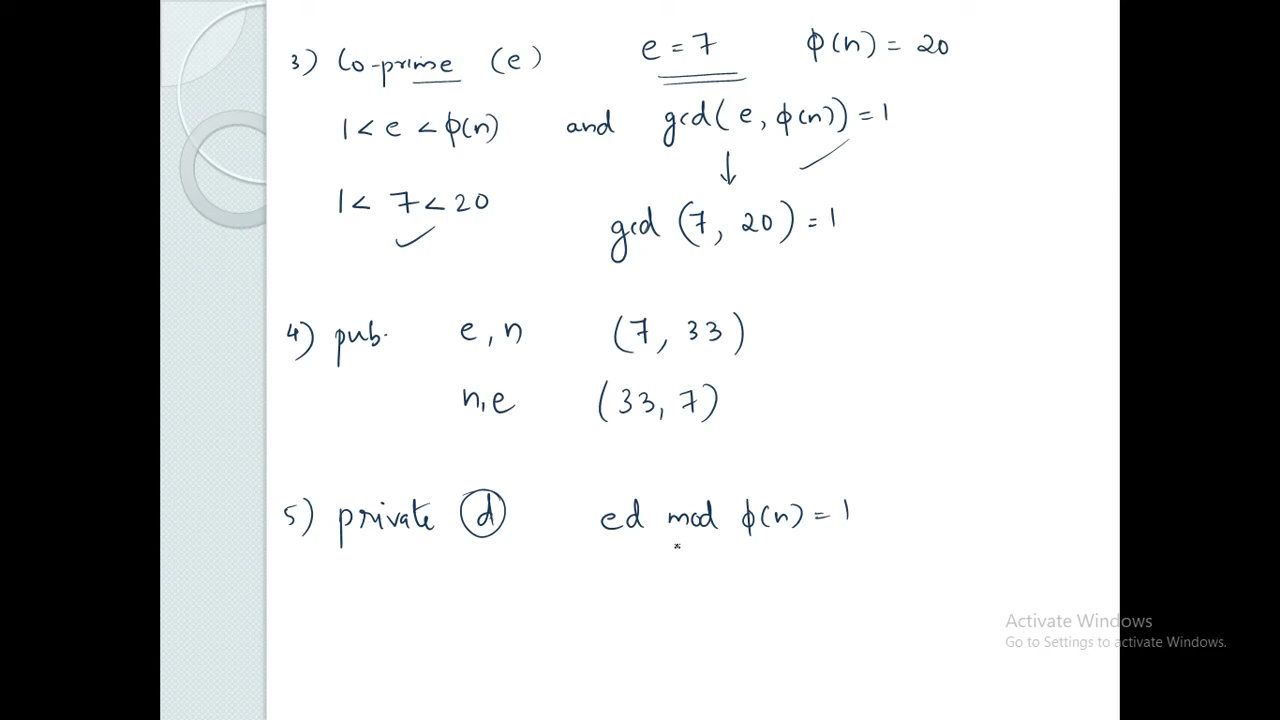 3) Co-prime (e) e = 7 ϕ(n) = 20
1 < e < ϕ(n) and gcd(e, ϕ(n)) = 1
↓ ✓
1 < 7 < 20 gcd (7, 20) = 1
✓
4) pub. e, n (7, 33)
n, e (33, 7)
5) private d ed mod ϕ(n) = 1
Activate Windows
Go to Settings to activate Windows.